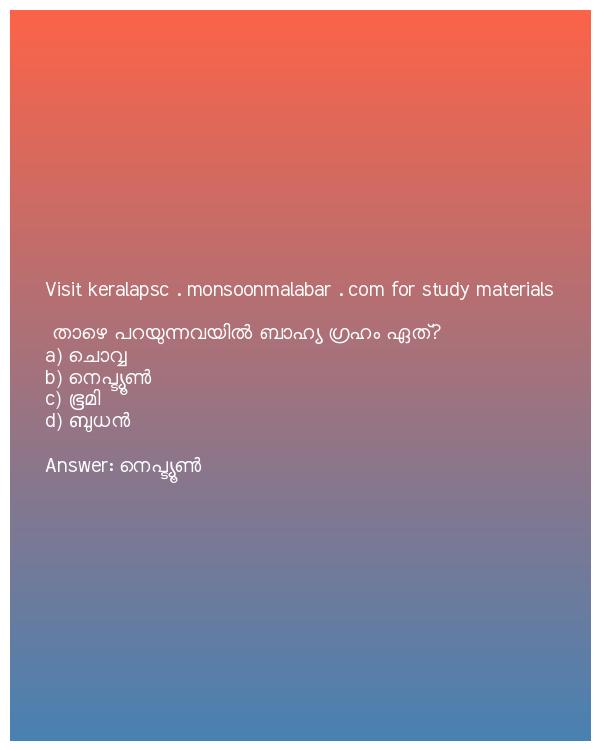 Visit keralapsc . monsoonmalabar . com for study materials
താഴെ പറയുന്നവയിൽ ബാഹ്യ ഗ്രഹം ഏത്?
a) ചൊവ്വ
b) നെപ്ട്യൂൺ
c) ഭൂമി
d) ബുധൻ
Answer: നെപ്ട്യൂൺ